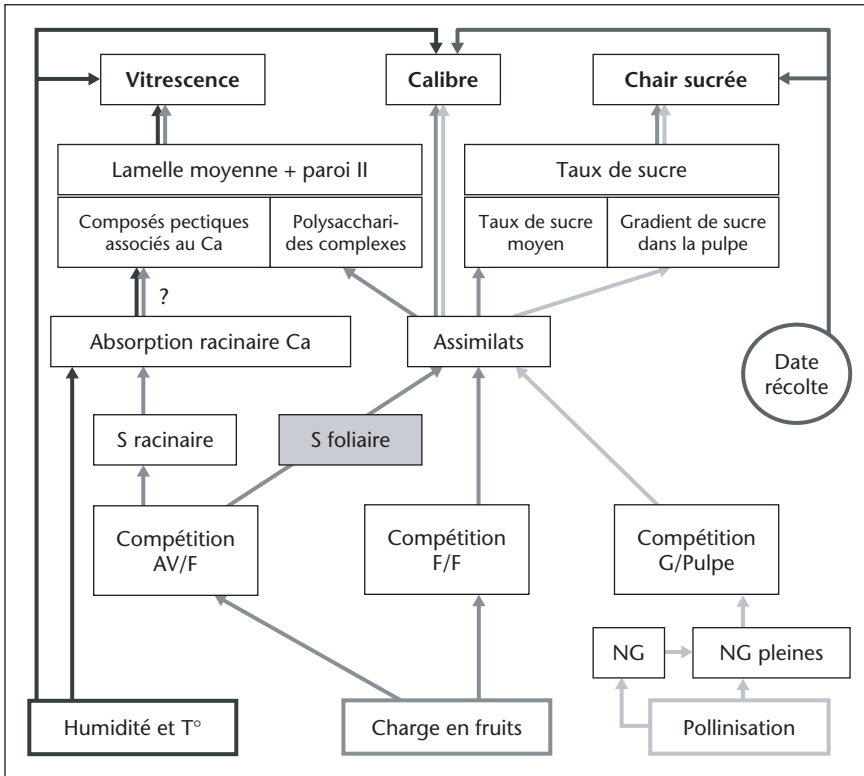 Vitrescence
Calibre
Chair sucrée
Lamelle moyenne + paroi II
Taux de sucre
Composés pectiques
associés au Ca
Polysacchari-
des complexes
Taux de sucre
moyen
Gradient de sucre
dans la pulpe
?
Absorption racinaire Ca
Assimilats
Date
récolte
S racinaire
S foliaire
Compétition
AV/F
Compétition
F/F
Compétition
G/Pulpe
NG
NG pleines
Humidité et T°
Charge en fruits
Pollinisation